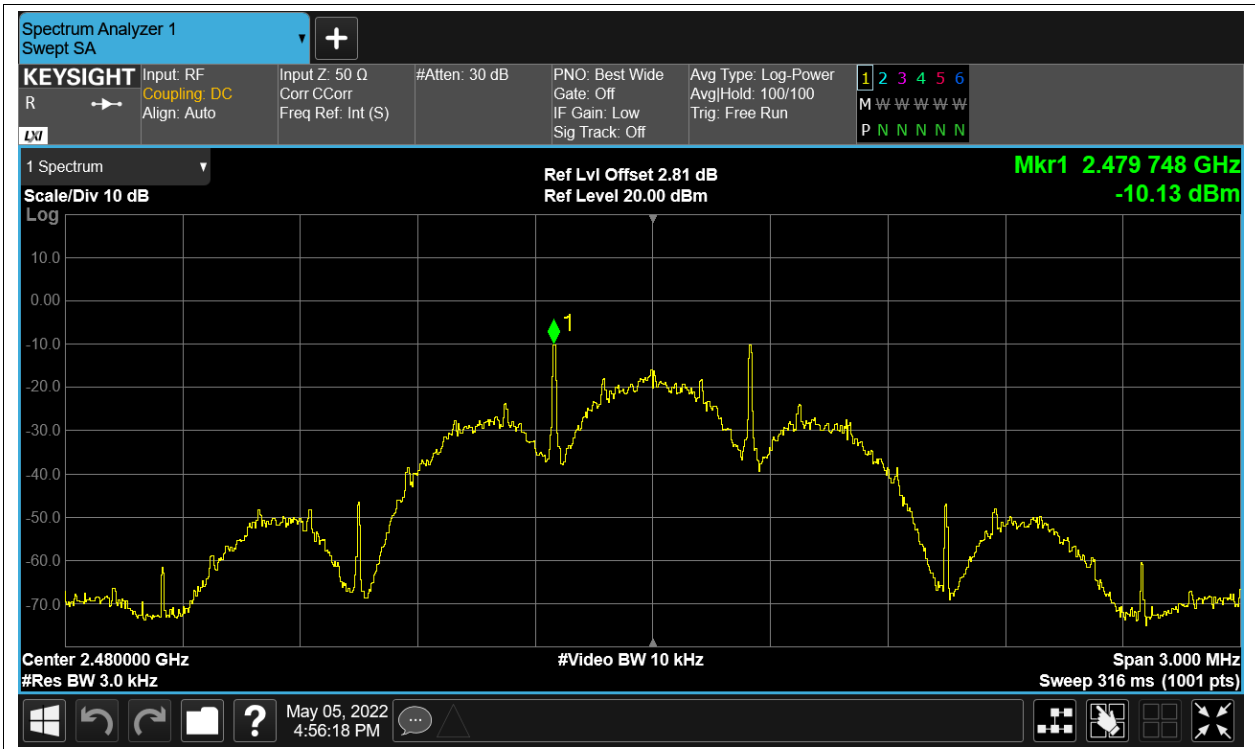 Spectrum Analyzer 1
Swept SA
KEYSIGHT
R
LXI
Input: RF
Coupling: DC
Align: Auto
Input Z: 50 Ω
Corr CCorr
Freq Ref: Int (S)
#Atten: 30 dB
PNO: Best Wide
Gate: Off
IF Gain: Low
Sig Track: Off
Avg Type: Log-Power
Avg|Hold: 100/100
Trig: Free Run
1 2 3 4 5 6
M W W W W W W
P N N N N N N
1 Spectrum
Scale/Div 10 dB
Ref Lvl Offset 2.81 dB
Ref Level 20.00 dBm
Mkr1 2.479 748 GHz
-10.13 dBm
Log
10.0
0.00
-10.0
-20.0
-30.0
-40.0
-50.0
-60.0
-70.0
1
Center 2.480000 GHz
#Res BW 3.0 kHz
#Video BW 10 kHz
Span 3.000 MHz
Sweep 316 ms (1001 pts)
?
May 05, 2022
4:56:18 PM